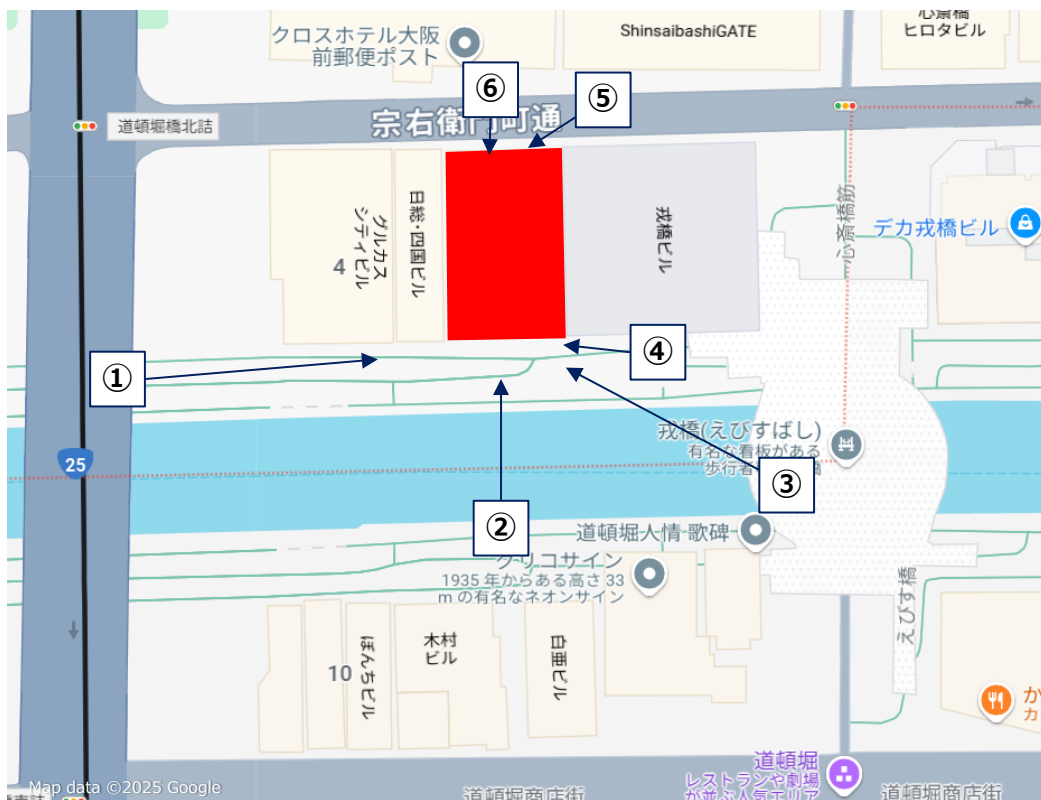 クロスホテル大阪
前郵便ポスト
ShinsaibashiGATE
心斎橋
ヒロタビル
⑥
⑤
宗右衛門町通
道頓堀橋北詰
グルカス
シティビル
4
日総・四国ビル
戎橋ビル
心斎橋筋
デカ戎橋ビル
①
④
25
戎橋(えびすばし)
有名な看板がある
歩行者
橋
③
②
道頓堀人情 歌碑
グリコサイン
1935 年からある高さ 33
m の有名なネオンサイン
えびす橋
10
ぼんちビル
木村
ビル
白亜ビル
か
カ
道頓堀
レストランや劇場
が並ぶ人気エリア
Map data ©2025 Google
道頓堀商店街
道頓堀商店街